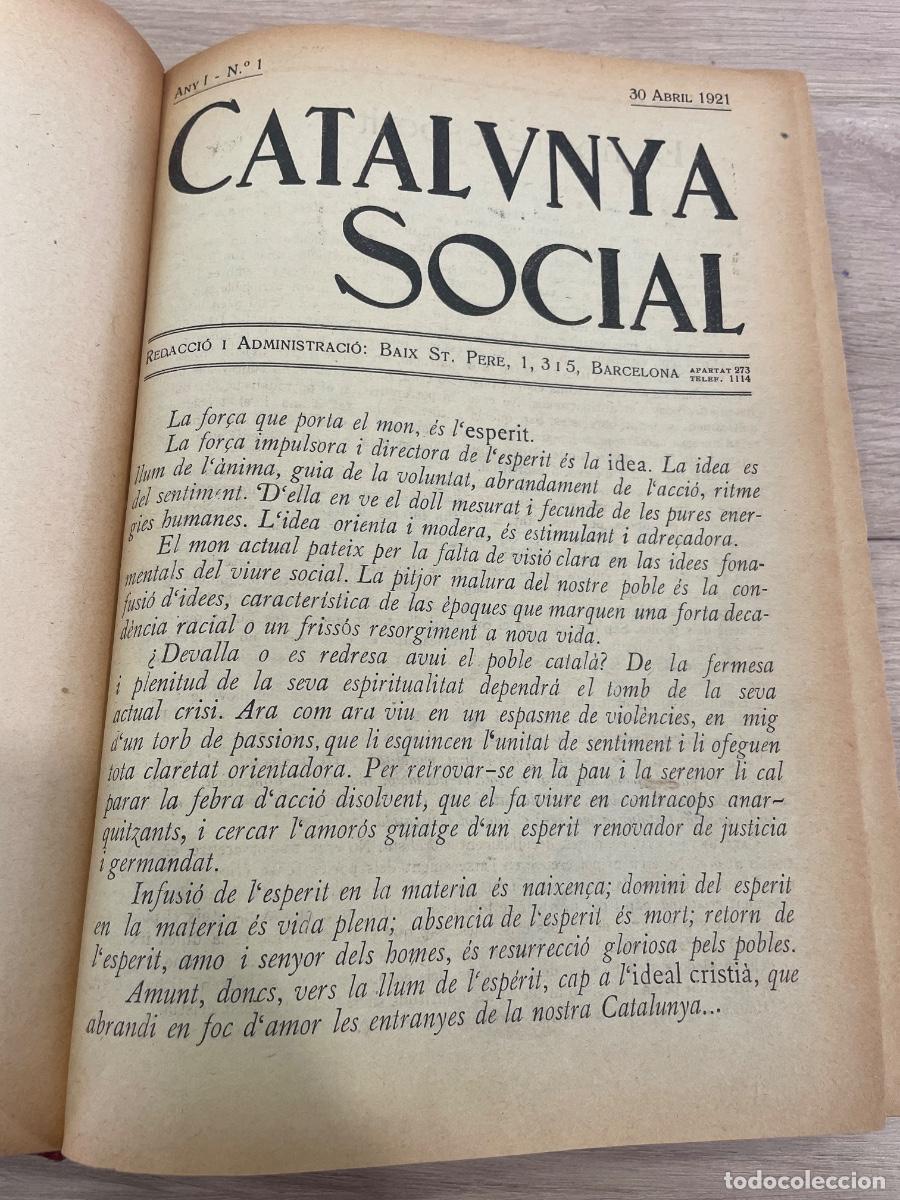 ANY I - N.º 1
30 ABRIL 1921
CATALVNYA
SOCIAL
REDACCIÓ I ADMINISTRACIÓ: BAIX ST. PERE, 1, 3 I 5, BARCELONA
APARTAT 273
TELEF. 1114
La força que porta el mon, és l'esperit.
La força impulsora i directora de l'esperit és la idea. La idea es
llum de l'ànima, guia de la voluntat, abrandament de l'acció, ritme
del sentiment. D'ella en ve el doll mesurat i fecunde de les pures ener-
gies humanes. L'idea orienta i modera, és estimulant i adreçadora.
El mon actual pateix per la falta de visió clara en las idees fona-
mentals del viure social. La pitjor malura del nostre poble és la con-
fusió d'idees, característica de las èpoques que marquen una forta deca-
dència racial o un frissós resorgiment a nova vida.
¿Devalla o es redresa avui el poble català? De la fermesa
i plenitud de la seva espiritualitat dependrá el tomb de la seva
actual crisi. Ara com ara viu en un espasme de violències, en mig
d'un torb de passions, que li esquincen l'unitat de sentiment i li ofeguen
tota claretat orientadora. Per retrovar-se en la pau i la serenor li cal
parar la febra d'acció disolvent, que el fa viure en contracops anar-
quitzants, i cercar l'amorós guiatge d'un esperit renovador de justicia
i germandat.
Infusió de l'esperit en la materia és naixença; domini del esperit
en la materia és vida plena; absencia de l'esperit és mort; retorn de
l'esperit, amo i senyor dels homes, és resurrecció gloriosa pels pobles.
Amunt, doncs, vers la llum de l'espérit, cap a l'ideal cristià, que
abrandi en foc d'amor les entranyes de la nostra Catalunya...
todocoleccion